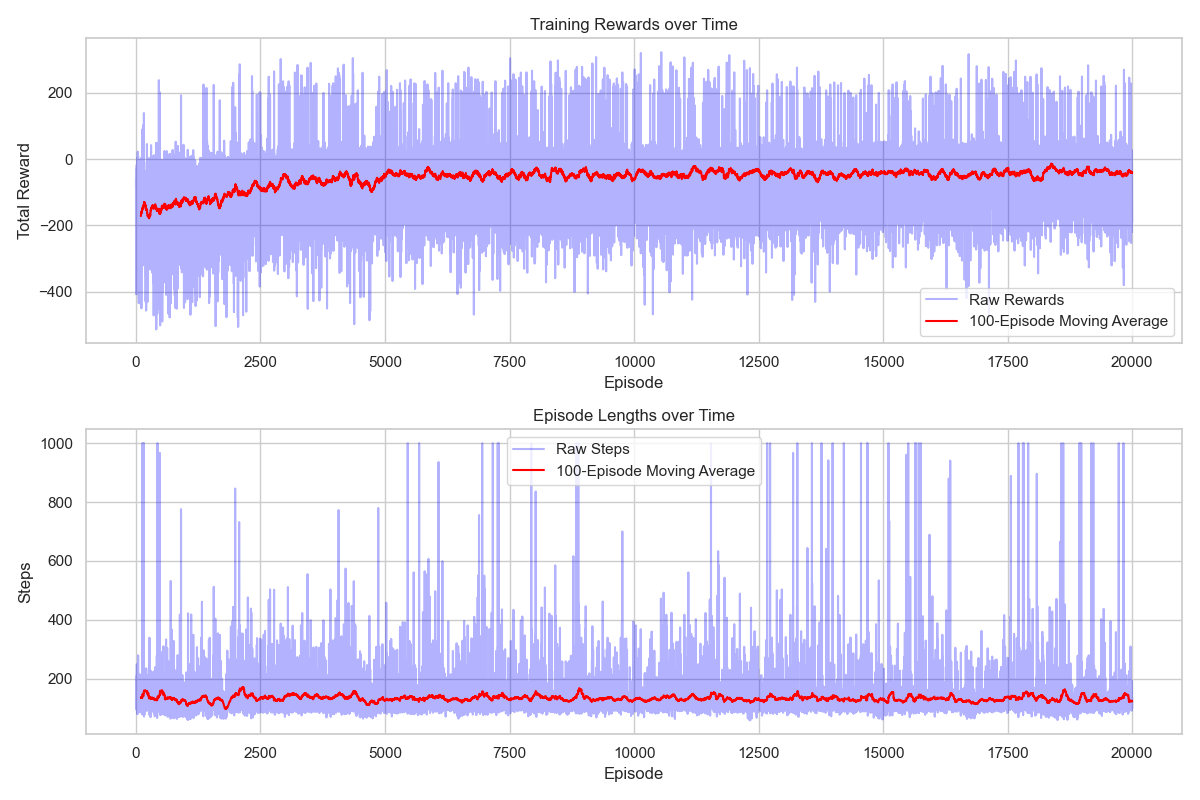 Training Rewards over Time
Total Reward
200
0
−200
−400
Raw Rewards
100-Episode Moving Average
0 2500 5000 7500 10000 12500 15000 17500 20000
Episode
Episode Lengths over Time
Steps
1000
800
600
400
200
Raw Steps
100-Episode Moving Average
0 2500 5000 7500 10000 12500 15000 17500 20000
Episode